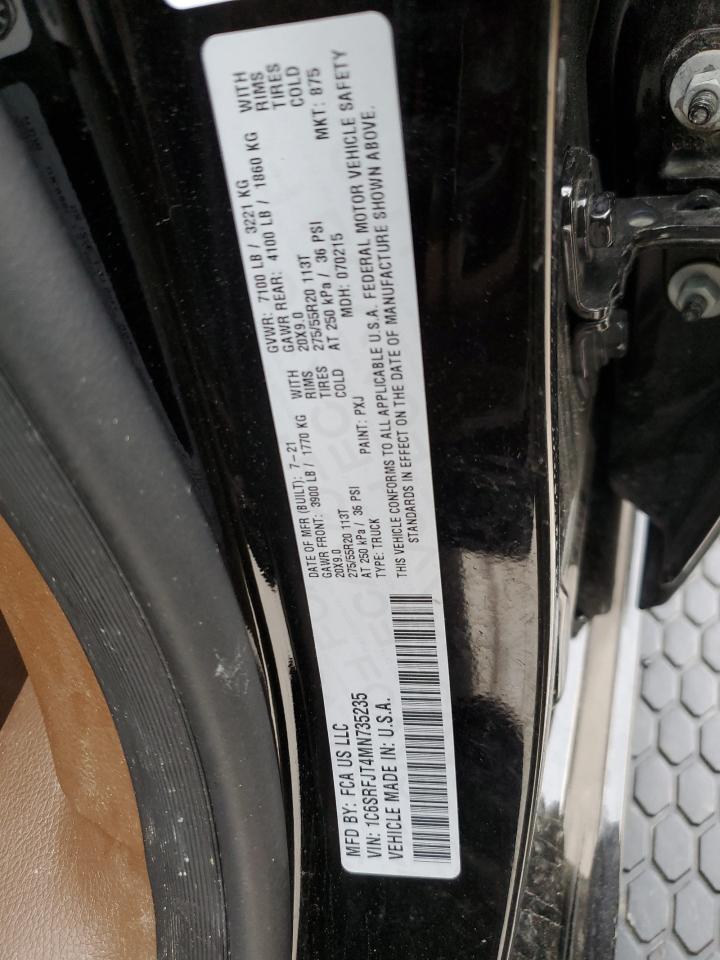 MFD BY: FCA US LLC
DATE OF MFR (BUILT): 7-21
GVWR: 7100 LB / 3221 KG
GAWR FRONT: 3900 LB / 1770 KG WITH
GAWR REAR: 4100 LB / 1860 KG WITH
20X9.0 RIMS
20X9.0 RIMS
275/55R20 113T TIRES
275/55R20 113T TIRES
AT 250 kPa / 36 PSI COLD
AT 250 kPa / 36 PSI COLD
VIN: 1C6SRFJT4MN735235
TYPE: TRUCK PAINT: PXJ MDH: 070215 MKT: 875
VEHICLE MADE IN: U.S.A.
THIS VEHICLE CONFORMS TO ALL APPLICABLE U.S.A. FEDERAL MOTOR VEHICLE SAFETY
STANDARDS IN EFFECT ON THE DATE OF MANUFACTURE SHOWN ABOVE.